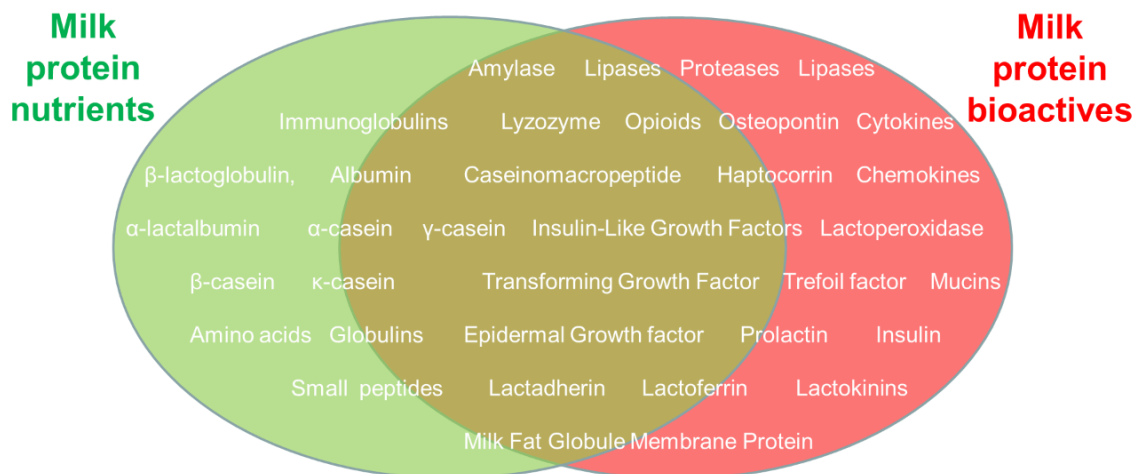 Milk
protein
nutrients
Milk
protein
bioactives
Amylase Lipases Proteases Lipases
Immunoglobulins Lyzozyme Opioids Osteopontin Cytokines
β-lactoglobulin, Albumin Caseinomacropeptide Haptocorrin Chemokines
α-lactalbumin α-casein γ-casein Insulin-Like Growth Factors Lactoperoxidase
β-casein κ-casein Transforming Growth Factor Trefoil factor Mucins
Amino acids Globulins Epidermal Growth factor Prolactin Insulin
Small peptides Lactadherin Lactoferrin Lactokinins
Milk Fat Globule Membrane Protein